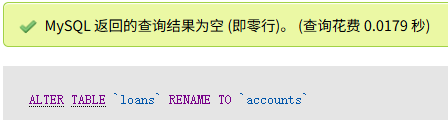 MySQL 返回的查询结果为空 (即零行)。 (查询花费 0.0179 秒)
ALTER TABLE `loans` RENAME TO `accounts`